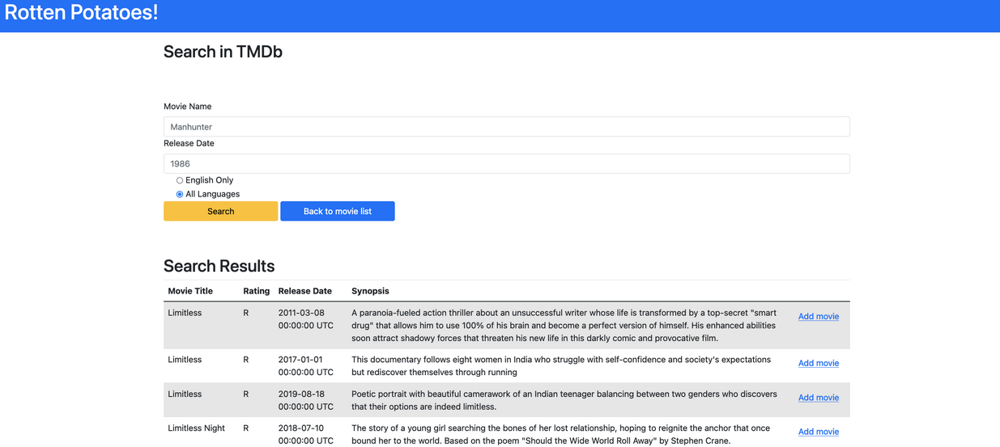 Rotten Potatoes!
Search in TMDb
Movie Name
Manhunter
Release Date
1986
English Only
All Languages
Search Back to movie list
Search Results
Movie Title Rating Release Date Synopsis
Limitless R 2011-03-08 A paranoia-fueled action thriller about an unsuccessful writer whose life is transformed by a top-secret "smart Add movie
00:00:00 UTC drug" that allows him to use 100% of his brain and become a perfect version of himself. His enhanced abilities
soon attract shadowy forces that threaten his new life in this darkly comic and provocative film.
Limitless R 2017-01-01 This documentary follows eight women in India who struggle with self-confidence and society's expectations Add movie
00:00:00 UTC but rediscover themselves through running
Limitless R 2019-08-18 Poetic portrait with beautiful camerawork of an Indian teenager balancing between two genders who discovers Add movie
00:00:00 UTC that their options are indeed limitless.
Limitless Night R 2018-07-10 The story of a young girl searching the bones of her lost relationship, hoping to reignite the anchor that once Add movie
00:00:00 UTC bound her to the world. Based on the poem "Should the Wide World Roll Away" by Stephen Crane.